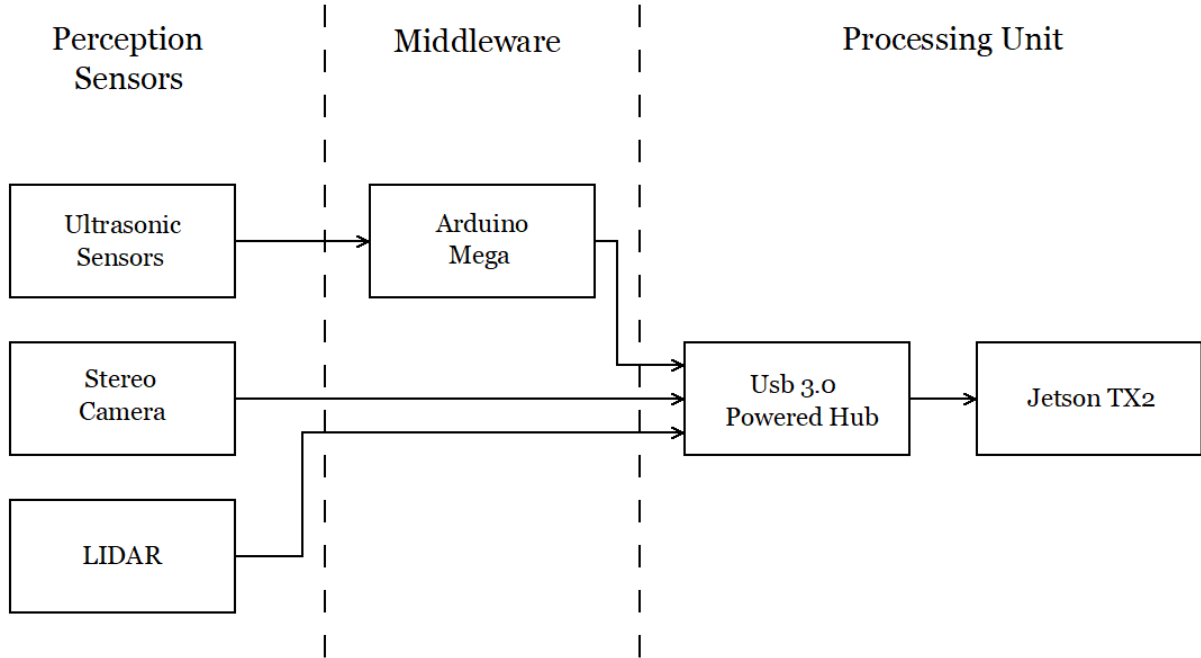 Perception
Sensors
Middleware
Processing Unit
Ultrasonic
Sensors
Arduino
Mega
Stereo
Camera
Usb 3.0
Powered Hub
Jetson TX2
LIDAR